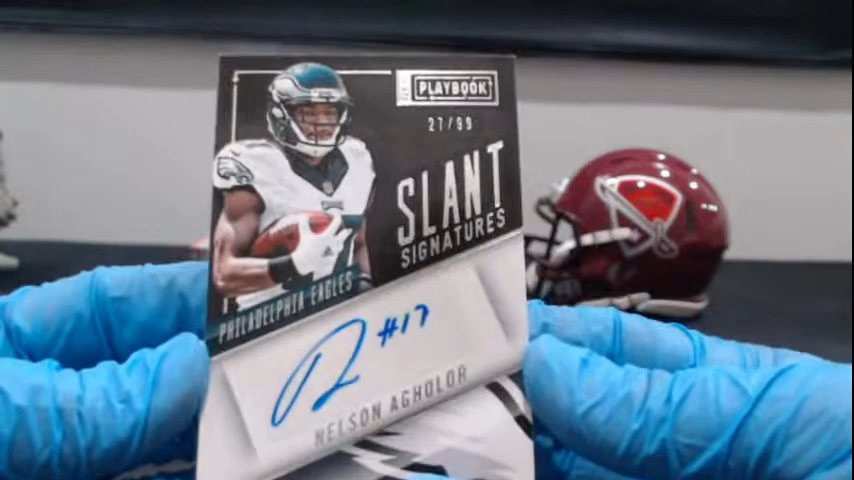 PLAYBOOK
27/99
SLANT
SIGNATURES
PHILADELPHIA EAGLES
#17
NELSON AGHOLOR